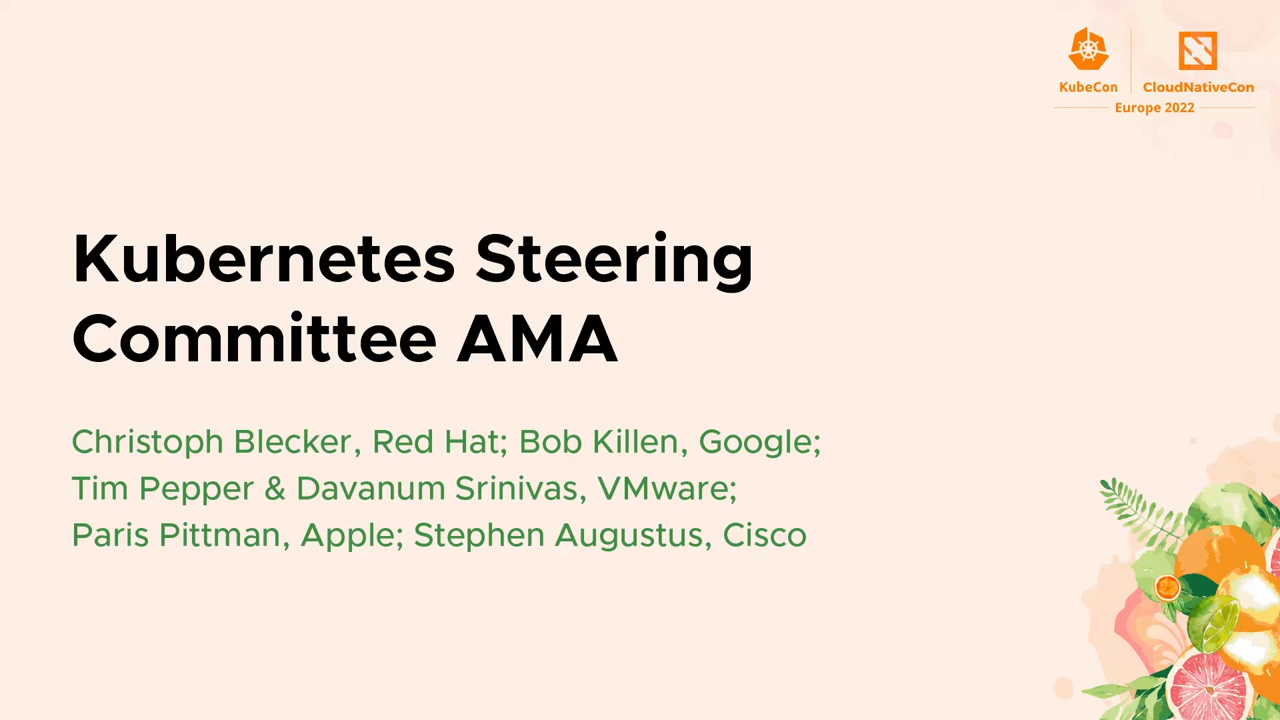 KubeCon
CloudNativeCon
Europe 2022
Kubernetes Steering
Committee AMA
Christoph Blecker, Red Hat; Bob Killen, Google;
Tim Pepper & Davanum Srinivas, VMware;
Paris Pittman, Apple; Stephen Augustus, Cisco